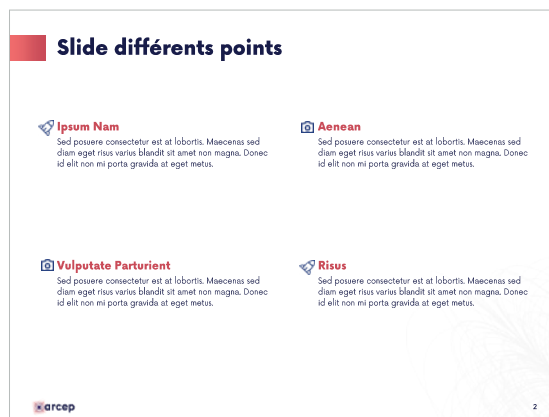 Slide différents points
Ipsum Nam
Sed posuere consectetur est at lobortis. Maecenas sed
diam eget risus varius blandit sit amet non magna. Donec
id elit non mi porta gravida at eget metus.
Aenean
Sed posuere consectetur est at lobortis. Maecenas sed
diam eget risus varius blandit sit amet non magna. Donec
id elit non mi porta gravida at eget metus.
Vulputate Parturient
Sed posuere consectetur est at lobortis. Maecenas sed
diam eget risus varius blandit sit amet non magna. Donec
id elit non mi porta gravida at eget metus.
Risus
Sed posuere consectetur est at lobortis. Maecenas sed
diam eget risus varius blandit sit amet non magna. Donec
id elit non mi porta gravida at eget metus.
arcep
2